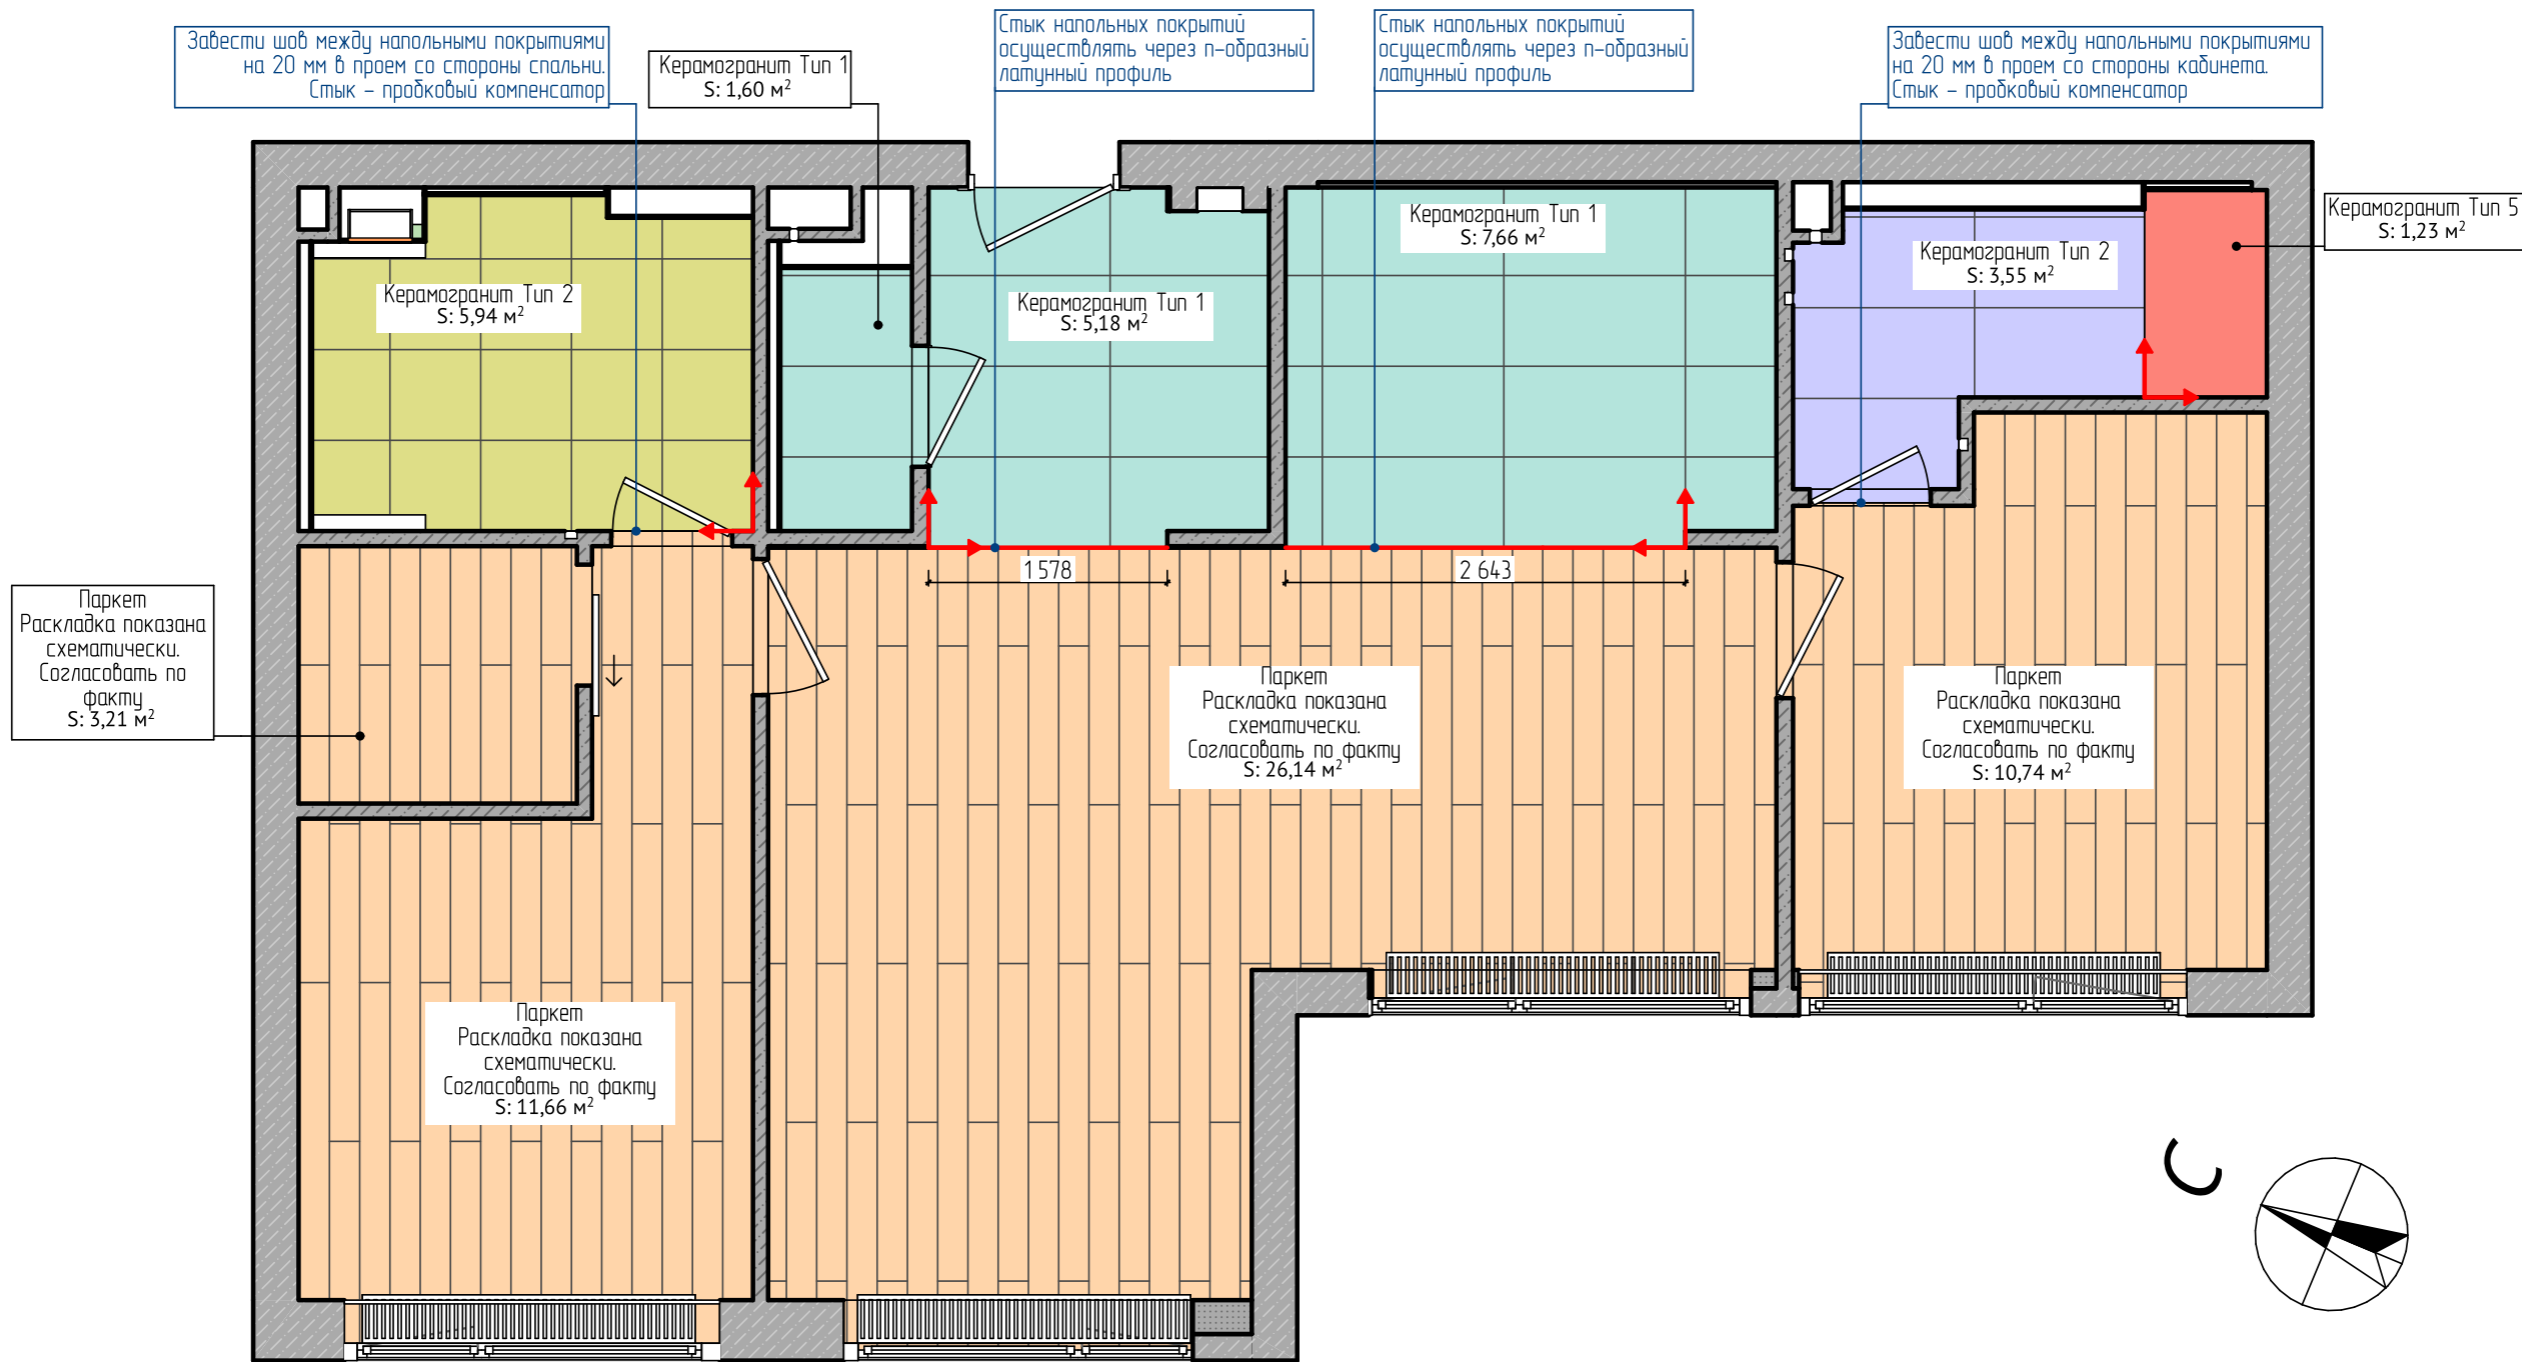 Завести шов между напольными покрытиями
на 20 мм в проем со стороны спальни.
Стык – пробковый компенсатор
Керамогранит Тип 1
S: 1,60 м²
Стык напольных покрытий
осуществлять через п-образный
латунный профиль
Стык напольных покрытий
осуществлять через п-образный
латунный профиль
Завести шов между напольными покрытиями
на 20 мм в проем со стороны кабинета.
Стык – пробковый компенсатор
Керамогранит Тип 5
S: 1,23 м²
Керамогранит Тип 2
S: 5,94 м²
Керамогранит Тип 1
S: 5,18 м²
Керамогранит Тип 1
S: 7,66 м²
Керамогранит Тип 2
S: 3,55 м²
1 578
2 643
Паркет
Раскладка показана
схематически.
Согласовать по
факту
S: 3,21 м²
Паркет
Раскладка показана
схематически.
Согласовать по факту
S: 26,14 м²
Паркет
Раскладка показана
схематически.
Согласовать по факту
S: 10,74 м²
Паркет
Раскладка показана
схематически.
Согласовать по факту
S: 11,66 м²
С